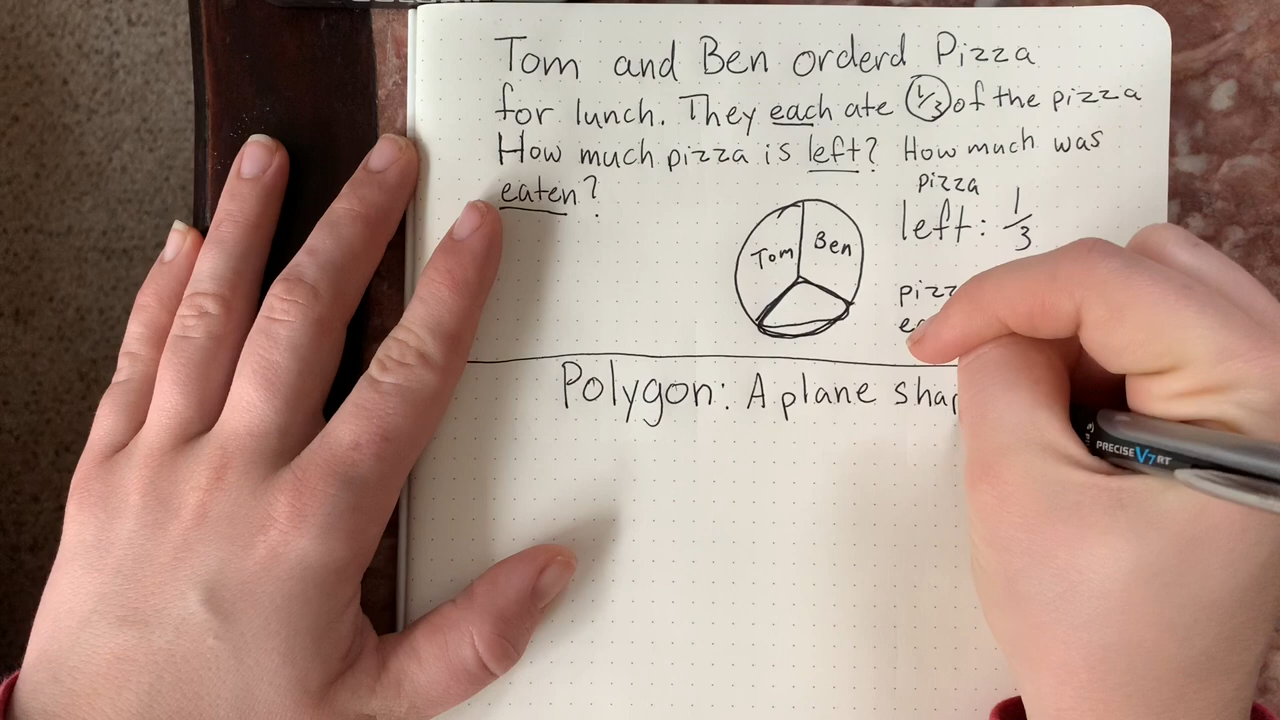 Tom and Ben orderd Pizza
for lunch. They each ate 1/3 of the pizza
How much pizza is left? How much was
eaten?
Tom
Ben
pizza
left: 1/3
Polygon: A plane
PRECISE V7 RT